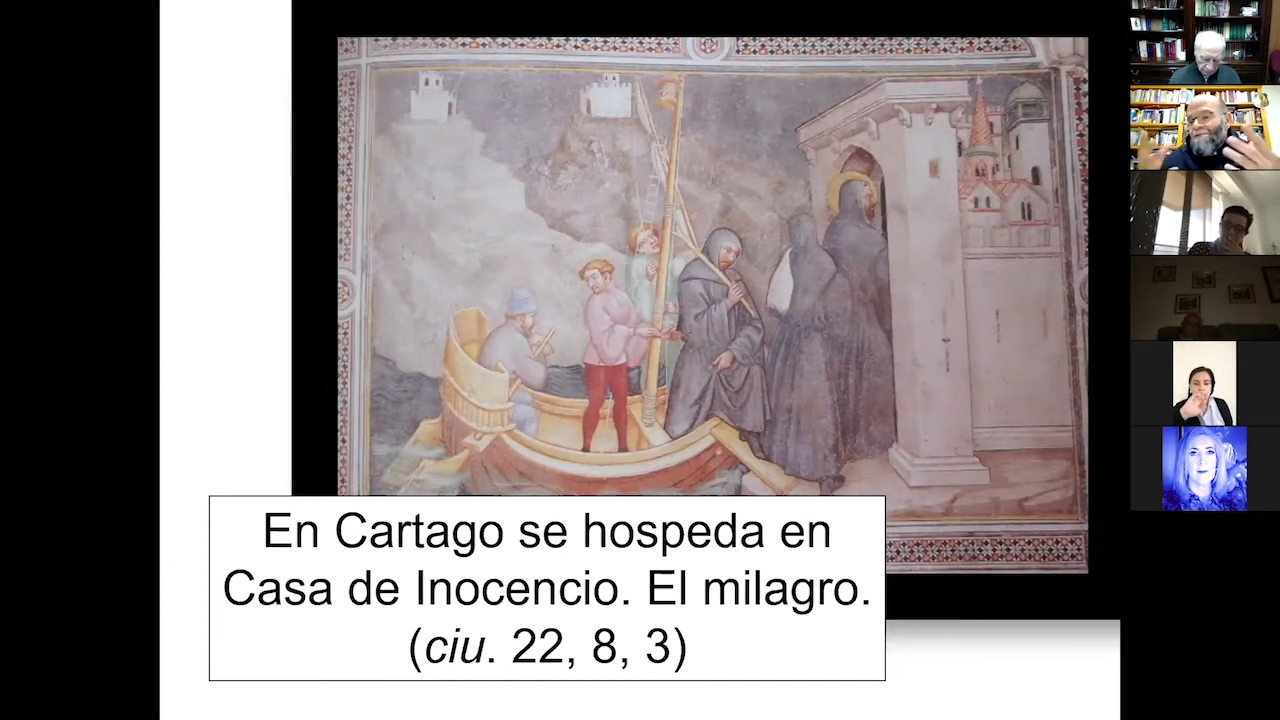 En Cartago se hospeda en
Casa de Inocencio. El milagro.
(ciu. 22, 8, 3)